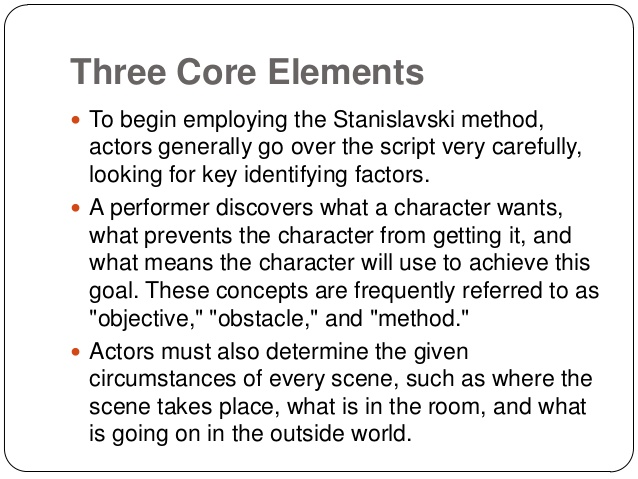 Three Core Elements
• To begin employing the Stanislavski method,
actors generally go over the script very carefully,
looking for key identifying factors.
• A performer discovers what a character wants,
what prevents the character from getting it, and
what means the character will use to achieve this
goal. These concepts are frequently referred to as
"objective," "obstacle," and "method."
• Actors must also determine the given
circumstances of every scene, such as where the
scene takes place, what is in the room, and what
is going on in the outside world.